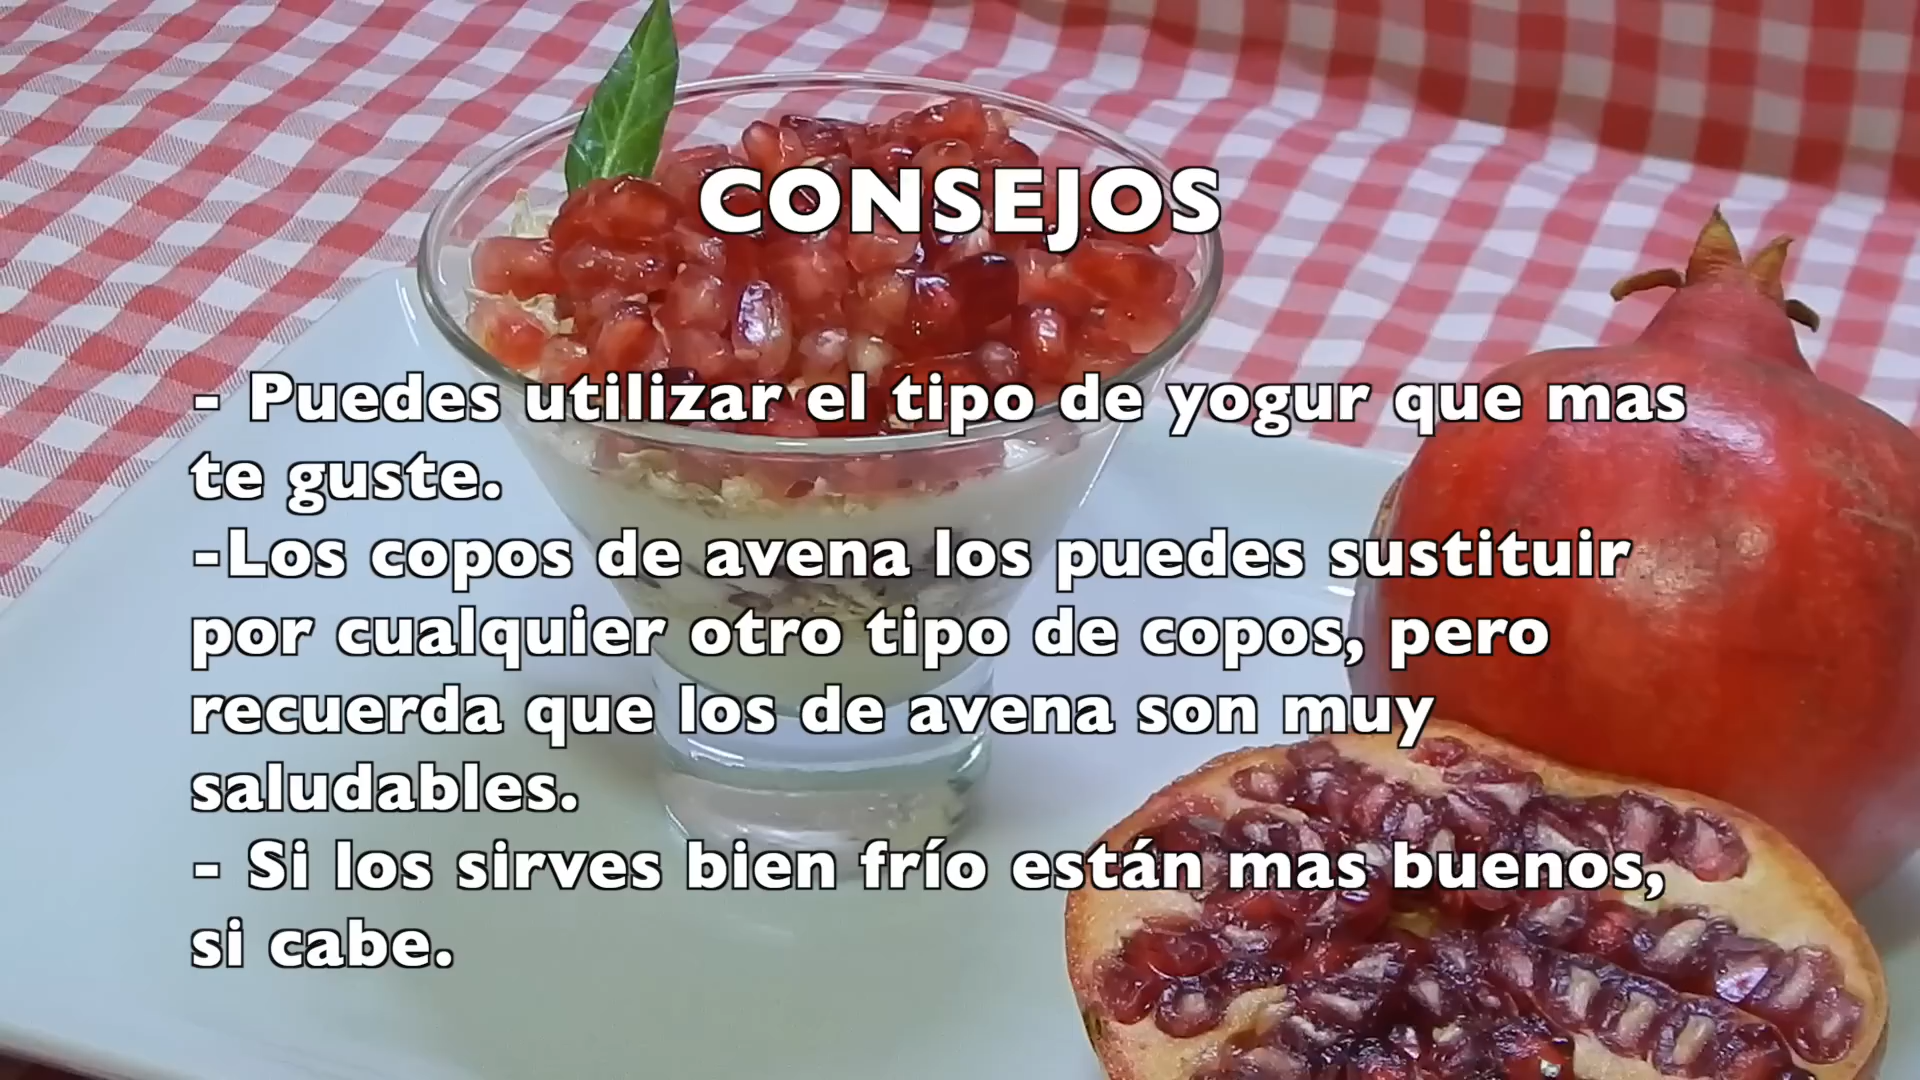 CONSEJOS
- Puedes utilizar el tipo de yogur que mas
te guste.
-Los copos de avena los puedes sustituir
por cualquier otro tipo de copos, pero
recuerda que los de avena son muy
saludables.
- Si los sirves bien frío están mas buenos,
si cabe.